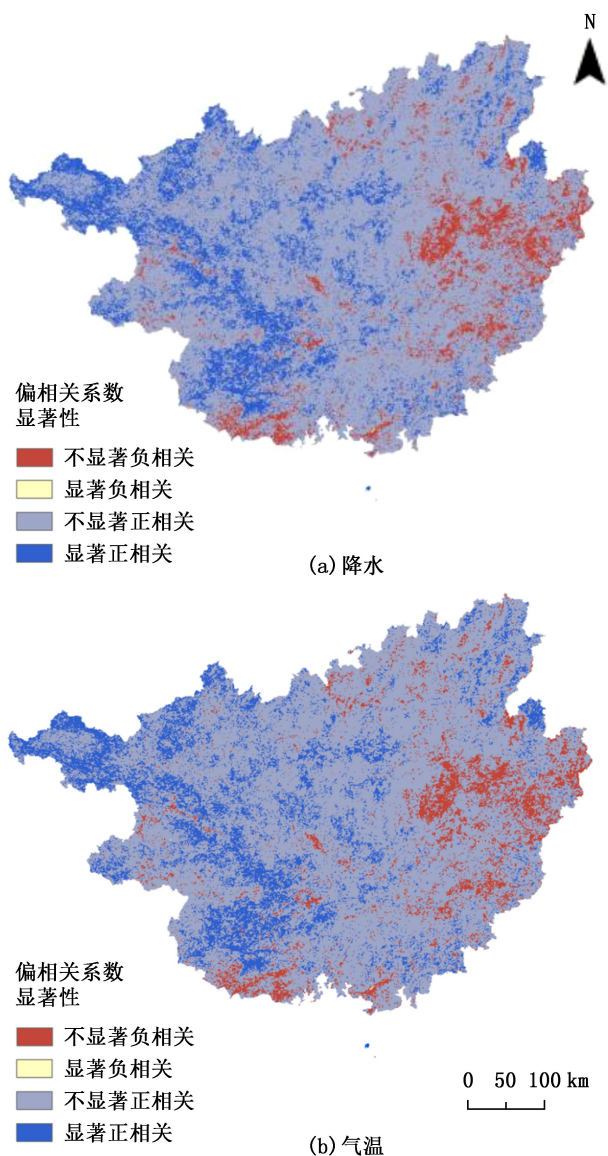 N
偏相关系数
显著性
不显著负相关
显著负相关
不显著正相关
显著正相关
(a)降水
偏相关系数
显著性
不显著负相关
显著负相关
不显著正相关
显著正相关
0 50 100 km
(b)气温